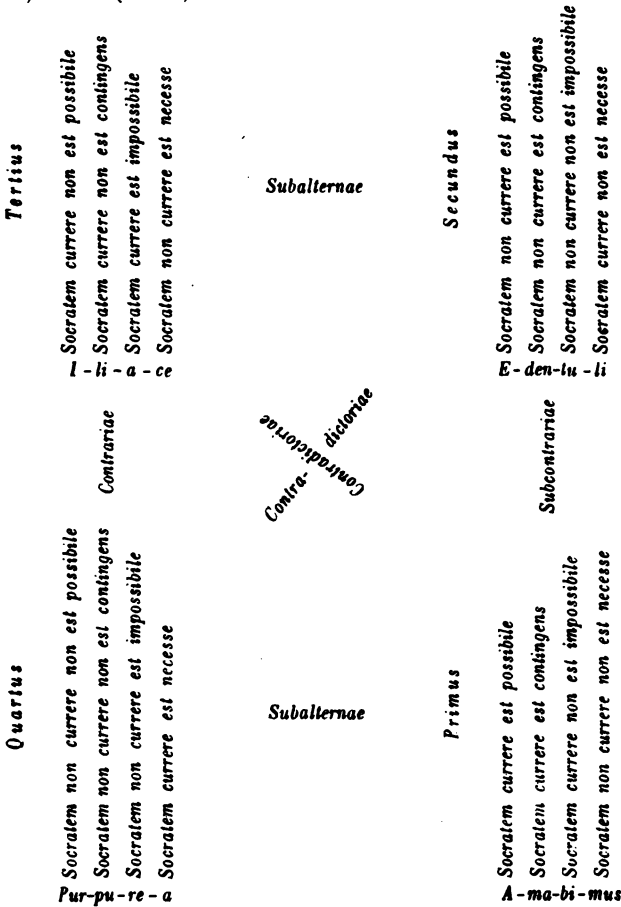 Tertius
Socratem currere non est possibile
Socratem currere non est contingens
Socratem currere est impossibile
Socratem non currere est necesse
I - li - a - ce
Subalternae
Secundus
Socratem non currere est possibile
Socratem non currere est contingens
Socratem non currere non est impossibile
Socratem currere non est necesse
E - den - tu - li
Contrariae
Contra- dictoriae
Contradictoriae
Subcontrariae
Quartus
Socratem non currere non est possibile
Socratem non currere non est contingens
Socratem non currere est impossibile
Socratem currere est necesse
Pur - pu - re - a
Subalternae
Primus
Socratem currere est possibile
Socratem currere est contingens
Socratem currere non est impossibile
Socratem non currere non est necesse
A - ma - bi - mus